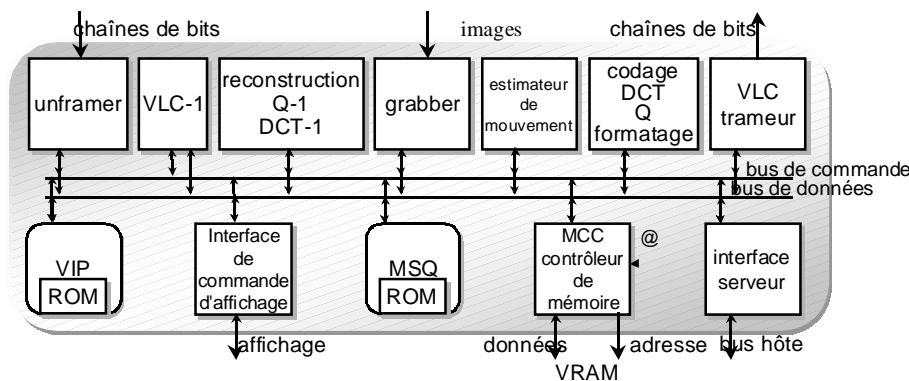 chaînes de bits
images
chaînes de bits
unframer
VLC-1
reconstruction
Q-1
DCT-1
grabber
estimateur
de
mouvement
codage
DCT
Q
formatage
VLC
trameur
bus de commande
bus de données
VIP
ROM
Interface
de
commande
d'affichage
MSQ
ROM
MCC
contrôleur
de
mémoire
@
interface
serveur
affichage
données
adresse
bus hôte
VRAM